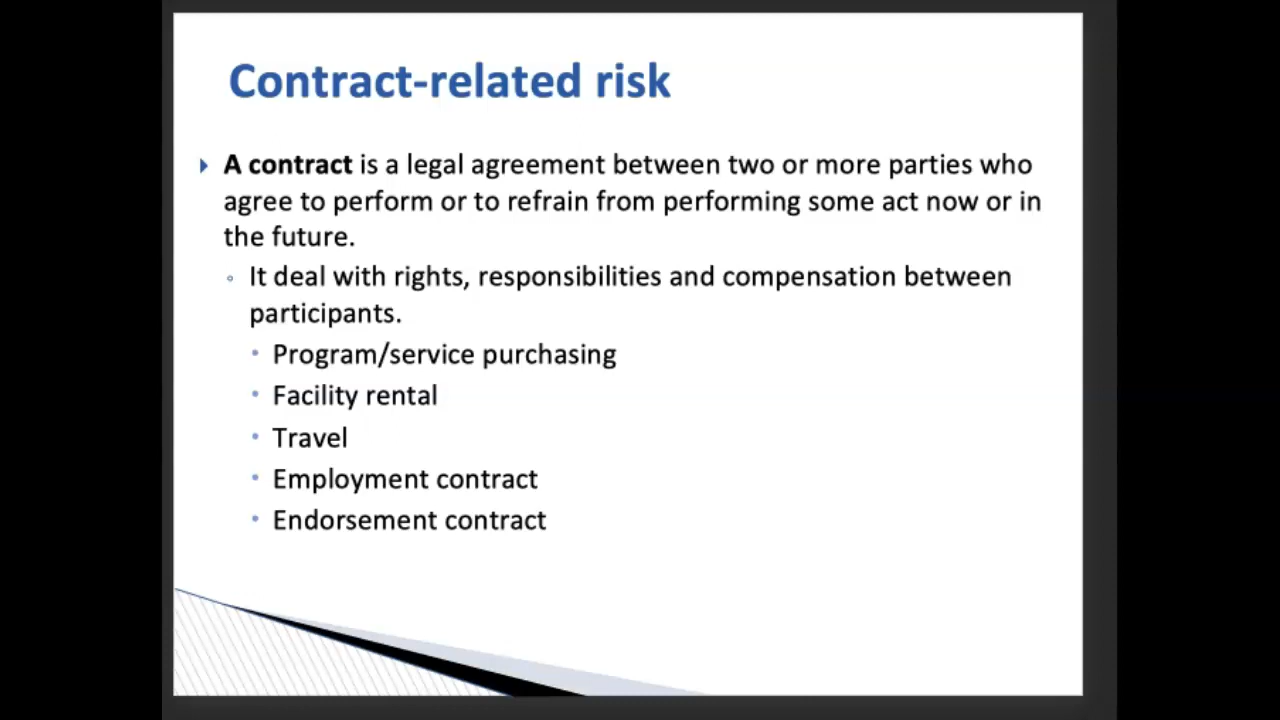 Contract-related risk
A contract is a legal agreement between two or more parties who
agree to perform or to refrain from performing some act now or in
the future.
It deal with rights, responsibilities and compensation between
participants.
Program/service purchasing
Facility rental
Travel
Employment contract
Endorsement contract